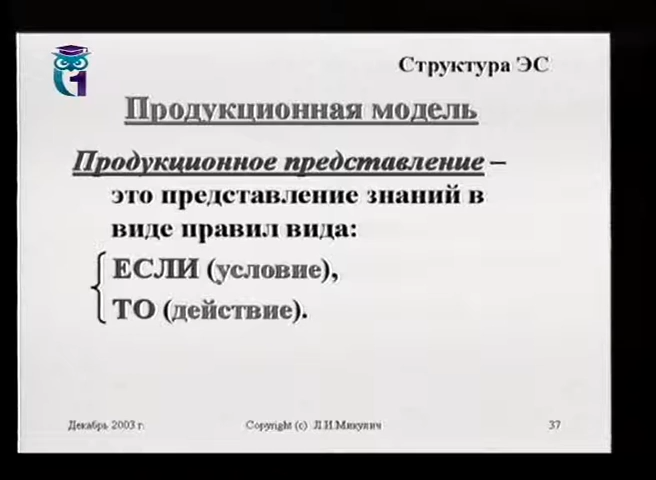 Структура ЭС
1
Продукционная модель
Продукционное представление –
это представление знаний в
виде правил вида:
ЕСЛИ (условие),
ТО (действие).
Декабрь 2003 г.
Copyright (c) Л.И.Микулич
37